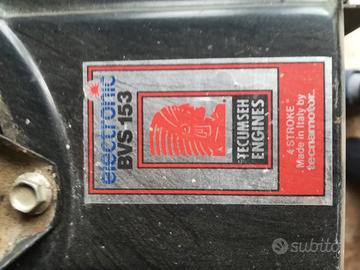 electronic
BVS 153
TECUMSEH
ENGINES
4 STROKE
Made in Italy by
tecnamotor
subito